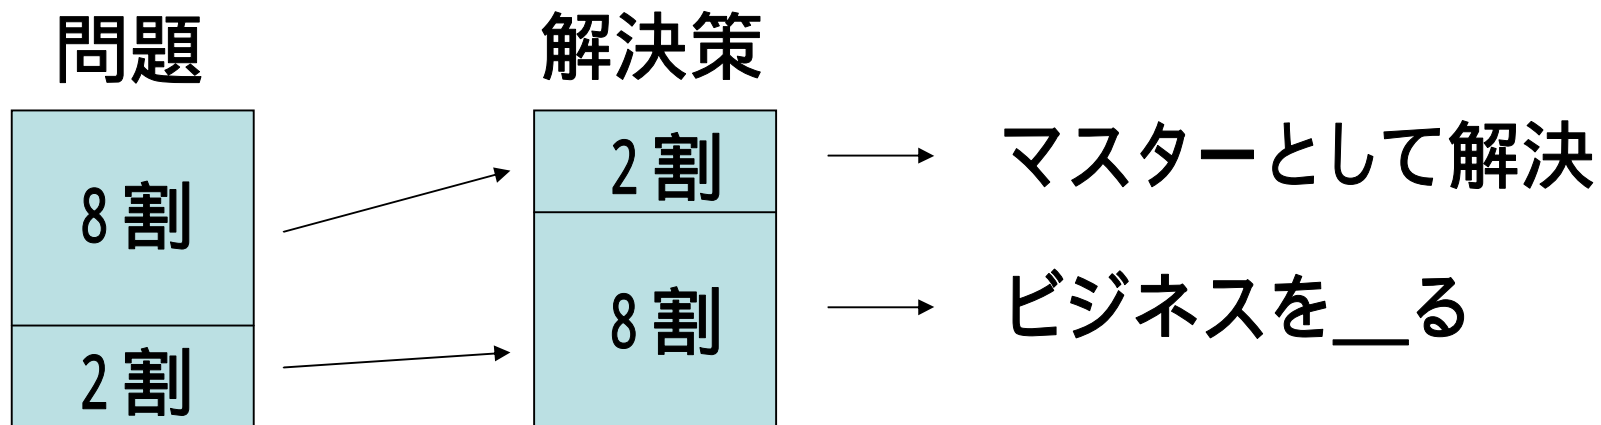 問題
解決策
8割
2割
2割
8割
マスターとして解決
ビジネスを__る